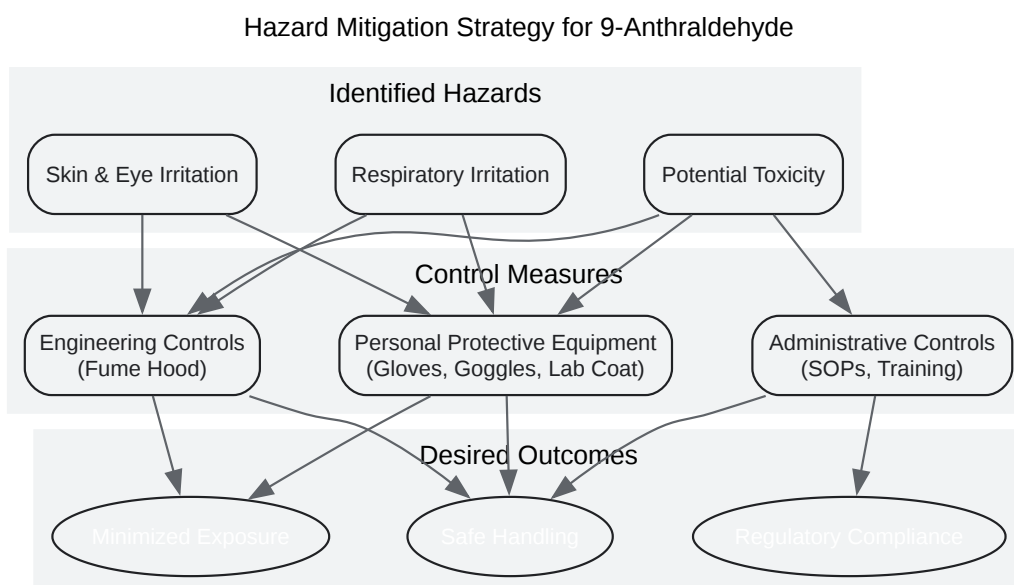 Hazard Mitigation Strategy for 9-Anthraldehyde
Identified Hazards
Skin & Eye Irritation
Respiratory Irritation
Potential Toxicity
Control Measures
Engineering Controls
(Fume Hood)
Personal Protective Equipment
(Gloves, Goggles, Lab Coat)
Administrative Controls
(SOPs, Training)
Desired Outcomes
Minimized Exposure
Safe Handling
Regulatory Compliance